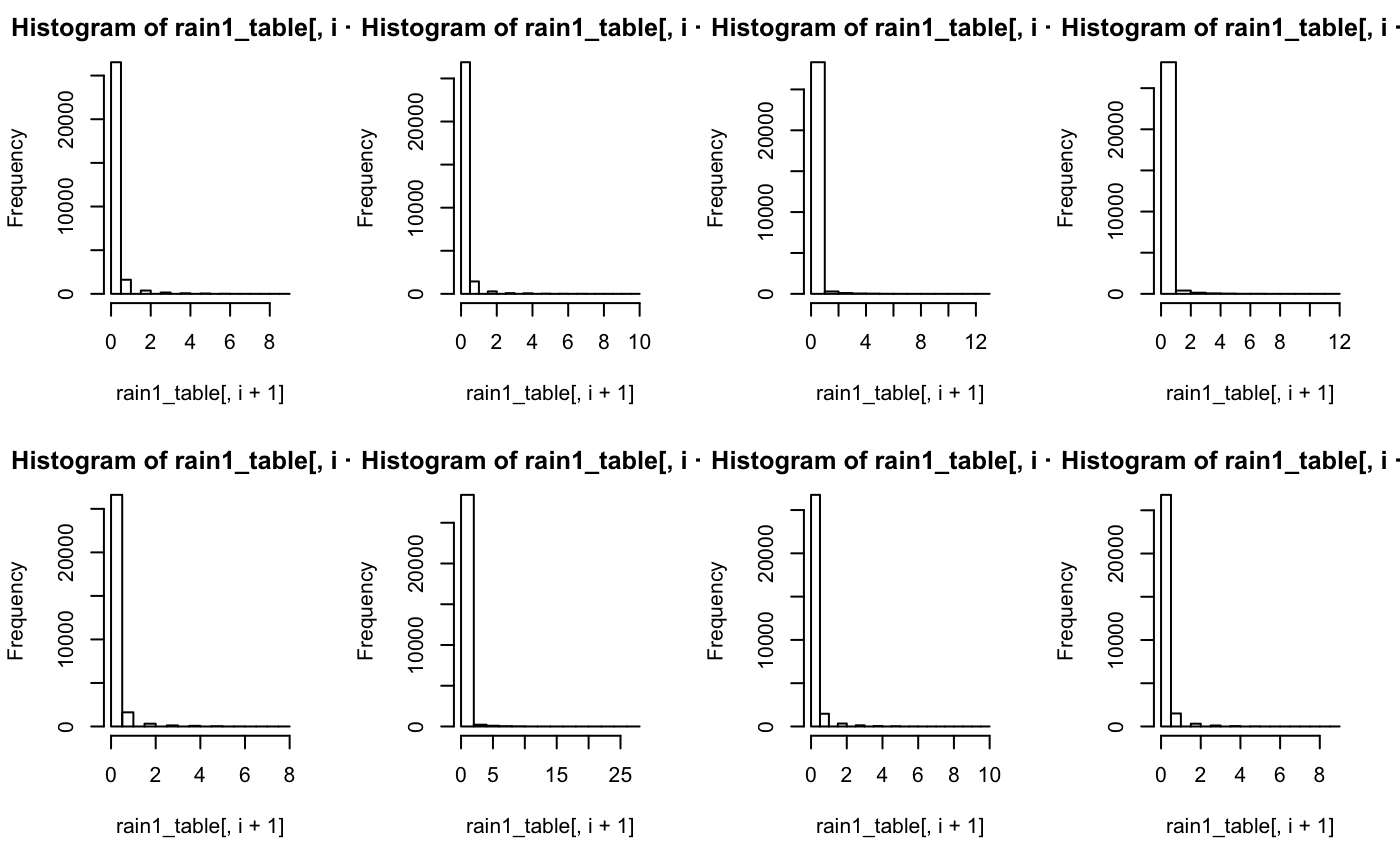 Histogram of rain1_table[, i · Histogram of rain1_table[, i · Histogram of rain1_table[, i · Histogram of rain1_table[, i
Frequency
0 10000 20000
0 2 4 6 8
rain1_table[, i + 1]
Frequency
0 10000 20000
0 2 4 6 8 10
rain1_table[, i + 1]
Frequency
0 10000 20000
0 4 8 12
rain1_table[, i + 1]
Frequency
0 10000 20000
0 2 4 6 8 12
rain1_table[, i + 1]
Histogram of rain1_table[, i · Histogram of rain1_table[, i · Histogram of rain1_table[, i · Histogram of rain1_table[, i
Frequency
0 10000 20000
0 2 4 6 8
rain1_table[, i + 1]
Frequency
0 10000 20000
0 5 15 25
rain1_table[, i + 1]
Frequency
0 10000 20000
0 2 4 6 8 10
rain1_table[, i + 1]
Frequency
0 10000 20000
0 2 4 6 8
rain1_table[, i + 1]